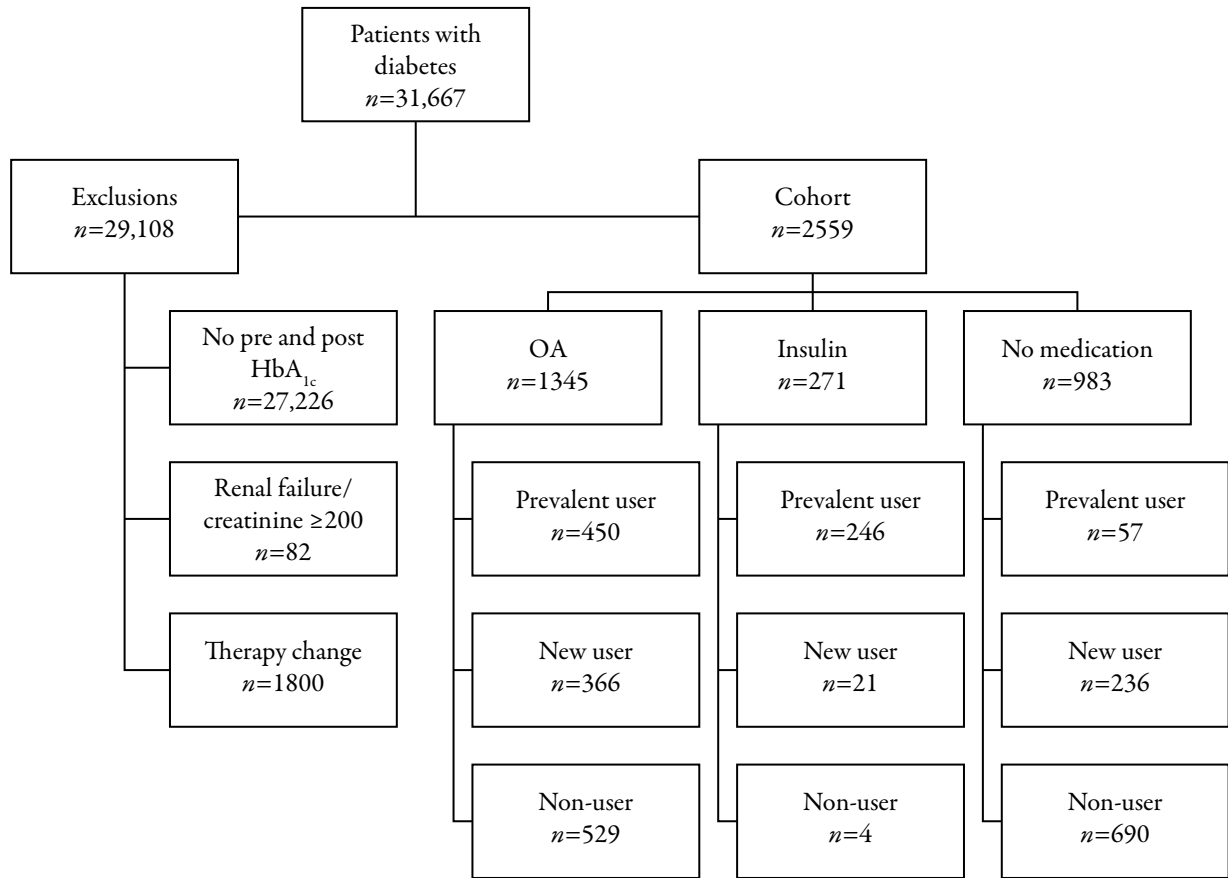 Patients with
diabetes
n=31,667
Exclusions
n=29,108
Cohort
n=2559
No pre and post
HbA1c
n=27,226
Renal failure/
creatinine ≥200
n=82
Therapy change
n=1800
OA
n=1345
Prevalent user
n=450
New user
n=366
Non-user
n=529
Insulin
n=271
Prevalent user
n=246
New user
n=21
Non-user
n=4
No medication
n=983
Prevalent user
n=57
New user
n=236
Non-user
n=690